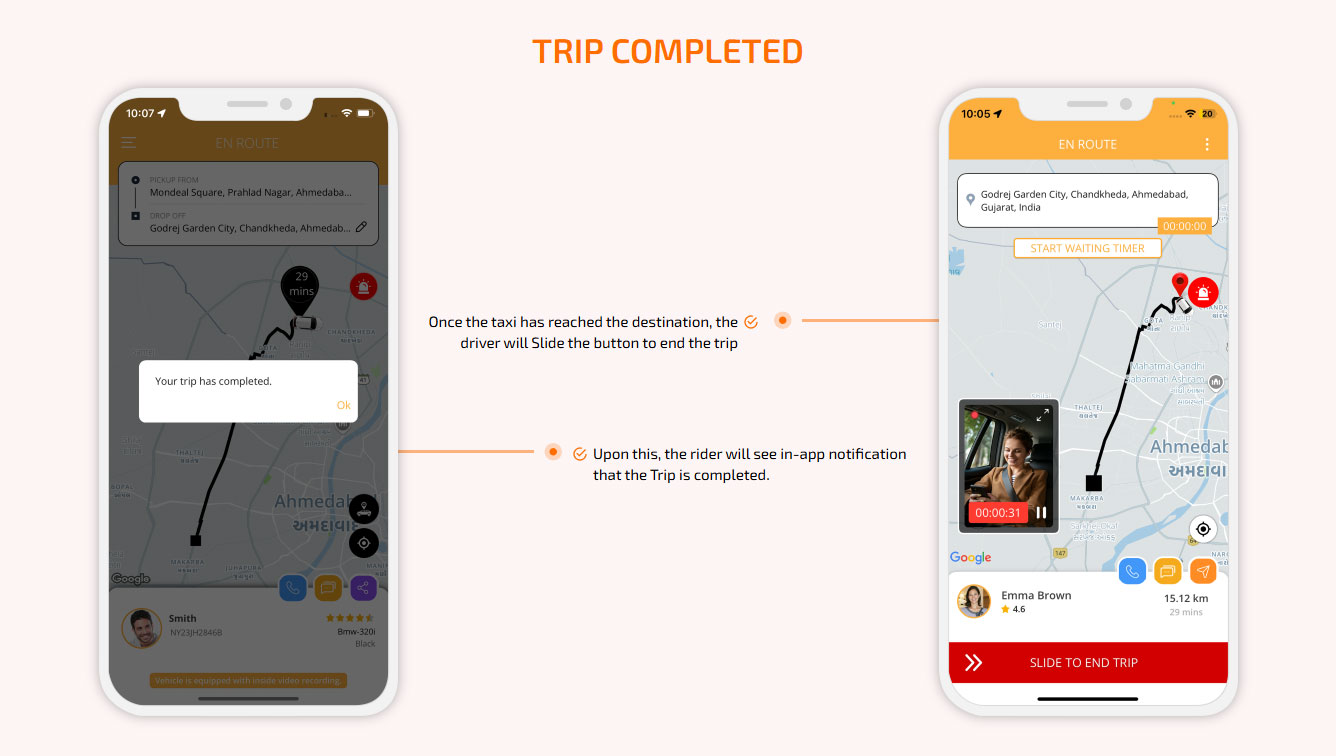 TRIP COMPLETED
10:07
EN ROUTE
PICKUP FROM
Mondeal Square, Prahlad Nagar, Ahmedaba...
DROP OFF
Godrej Garden City, Chandkheda, Ahmedab...
29
mins
CHANDKHEDA
Your trip has completed.
Ok
THALTEJ
થલતેજ
Ahmedab
અમદાવાદ
MAKARBA
મકરબા
JUHAPURA
Google
Smith
NY23JH2846B
Bmw-320i
Black
Vehicle is equipped with inside video recording.
Once the taxi has reached the destination, the
driver will Slide the button to end the trip
Upon this, the rider will see in-app notification
that the Trip is completed.
10:05
20
EN ROUTE
Godrej Garden City, Chandkheda, Ahmedabad,
Gujarat, India
00:00:00
START WAITING TIMER
GOTA
ગોતા
Mahatma Gandhi
Sabarmati Ashram
THALTEJ
થલતેજ
Ahmedab
અમદાવા
00:00:31
MAKARBA
મકરબા
147
Google
Emma Brown
4.6
15.12 km
29 mins
SLIDE TO END TRIP